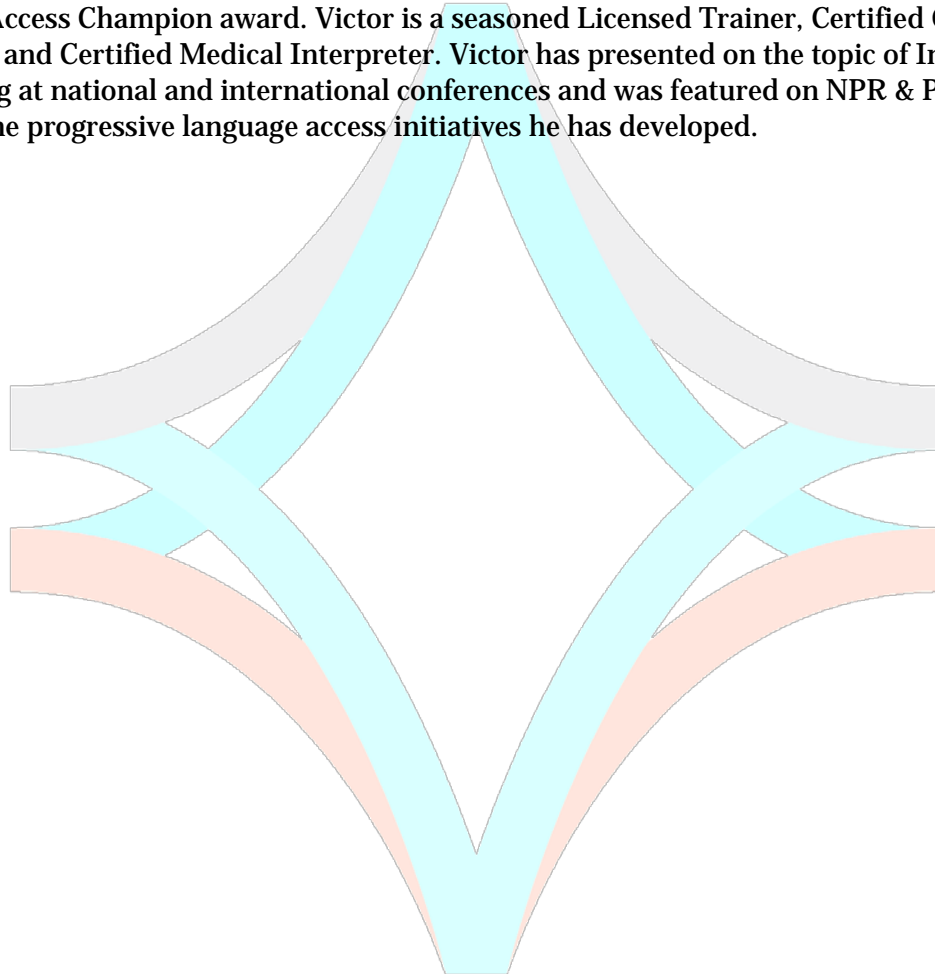 Access Champion award. Victor is a seasoned Licensed Trainer, Certified
and Certified Medical Interpreter. Victor has presented on the topic of
at national and international conferences and was featured on NPR &
progressive language access initiatives he has developed.